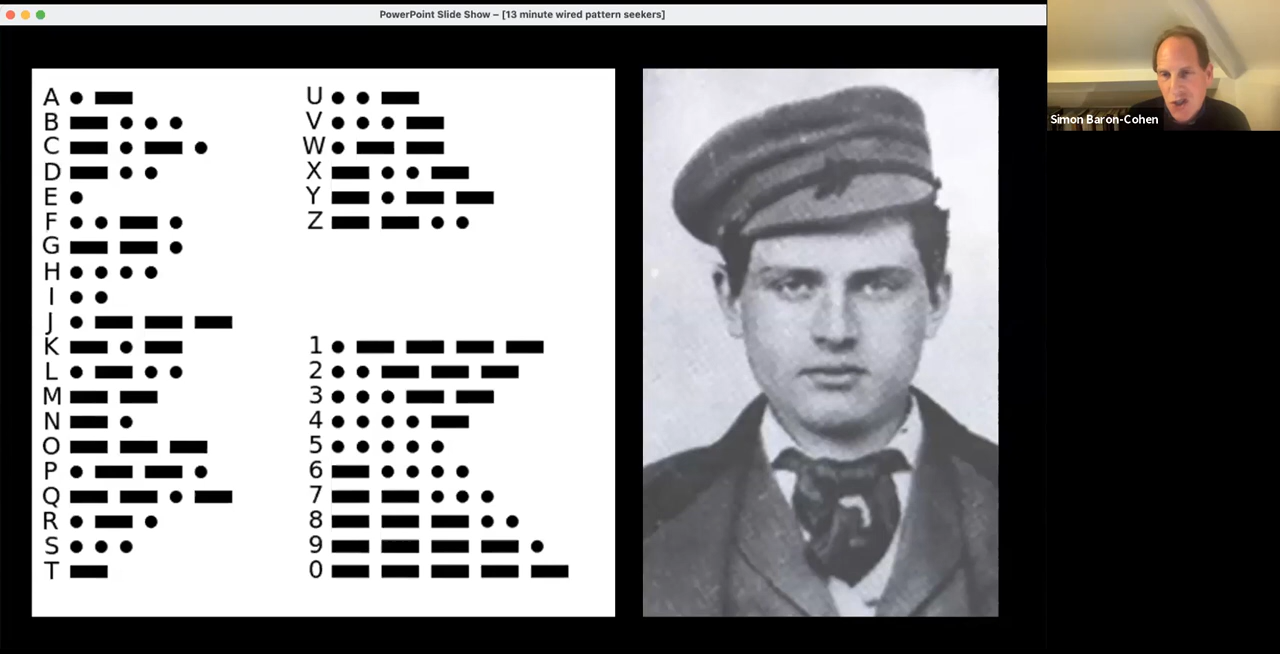 PowerPoint Slide Show – [13 minute wired pattern seekers]
A
B
C
D
E
F
G
H
I
J
K
L
M
N
O
P
Q
R
S
T
U
V
W
X
Y
Z
1
2
3
4
5
6
7
8
9
0
Simon Baron-Cohen